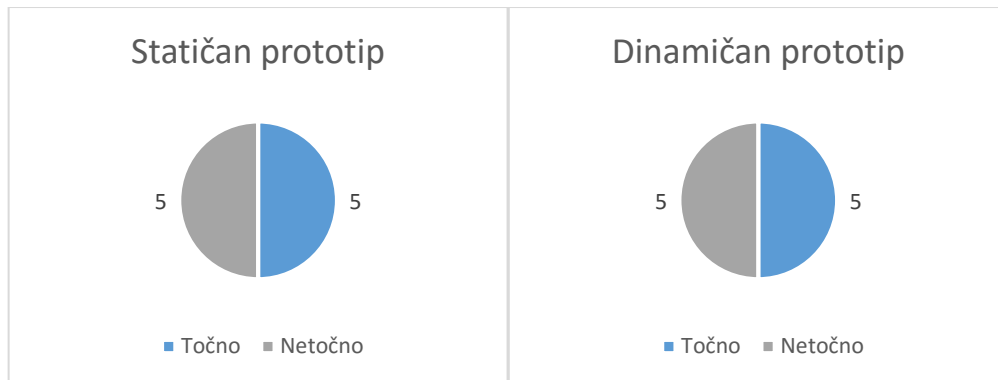 Statičan prototip
5
5
Točno Netočno
Dinamičan prototip
5
5
Točno Netočno